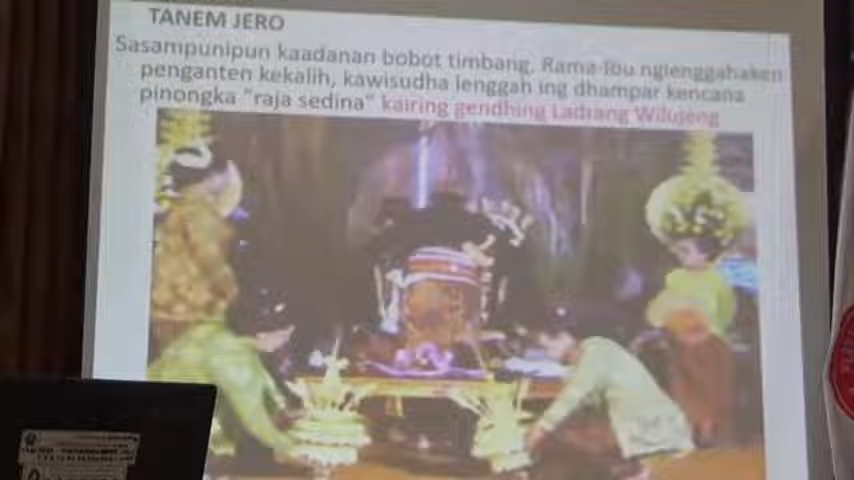 TANEM JERO
Sasampunipun kaadanan bobot timbang, Rama-Ibu nglenggahaken
penganten kekalih, kawisudha lenggah ing dhampar kencana
pinongka "raja sedina" kairing gendhing Ladrang Wilujeng